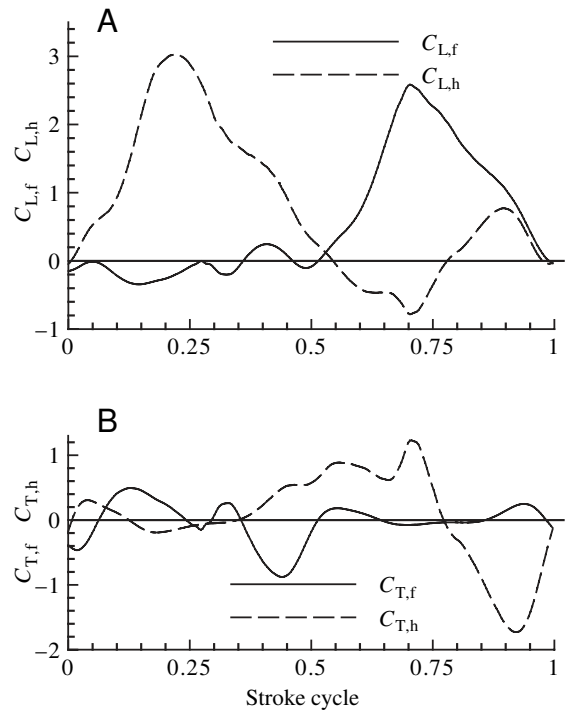 A
C_L,f
C_L,h
3
2
1
0
−1
C_L,f C_L,h
0 0.25 0.5 0.75 1
B
1
0
−1
−2
C_T,f C_T,h
C_T,f
C_T,h
0 0.25 0.5 0.75 1
Stroke cycle